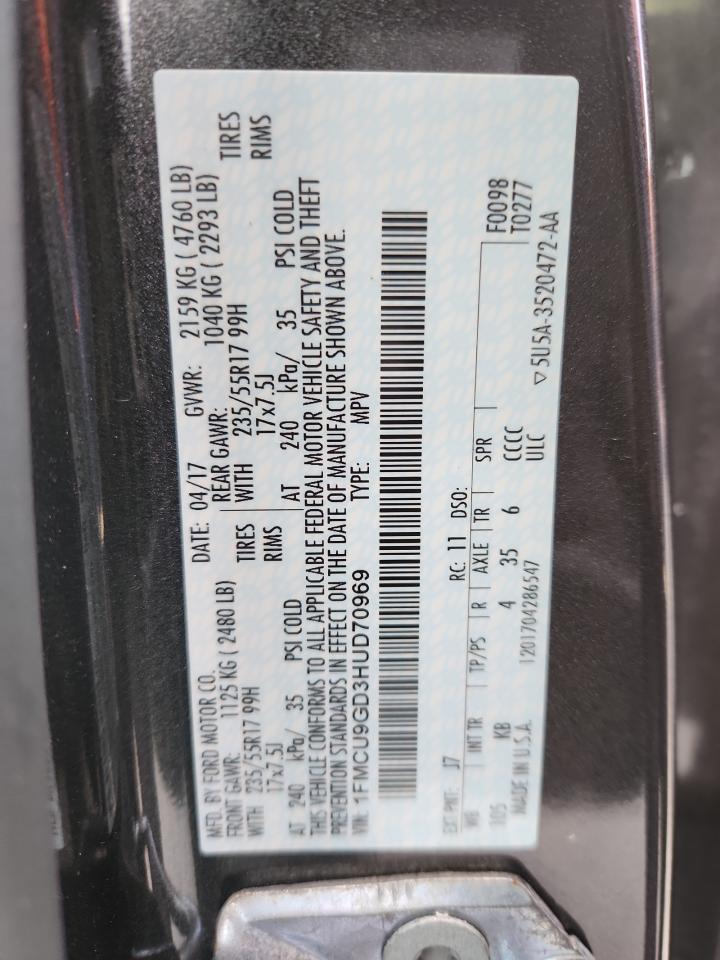 MFD. BY FORD MOTOR CO. DATE: 04/17 GVWR: 2159 KG ( 4760 LB)
FRONT GAWR: 1125 KG ( 2480 LB) REAR GAWR: 1040 KG ( 2293 LB)
WITH 235/55R17 99H TIRES WITH 235/55R17 99H TIRES
17x7.5J RIMS 17x7.5J RIMS
AT 240 kPa/ 35 PSI COLD AT 240 kPa/ 35 PSI COLD
THIS VEHICLE CONFORMS TO ALL APPLICABLE FEDERAL MOTOR VEHICLE SAFETY AND THEFT
PREVENTION STANDARDS IN EFFECT ON THE DATE OF MANUFACTURE SHOWN ABOVE.
VIN: 1FMCU9GD3HUD70969 TYPE: MPV
EXT PNT: J7 RC: 11 DSO: F0098
WB INT TR TP/PS R AXLE TR SPR T0277
105 KB 4 35 6 CCCC
ULC
MADE IN U.S.A. 1201704286547 ▽5U5A-3520472-AA